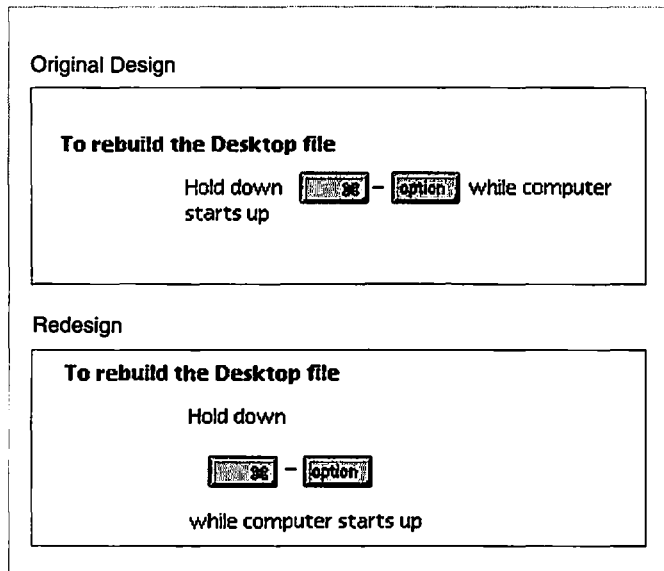 Original Design
To rebuild the Desktop file
Hold down ⌘ – option while computer
starts up
Redesign
To rebuild the Desktop file
Hold down
⌘ – option
while computer starts up